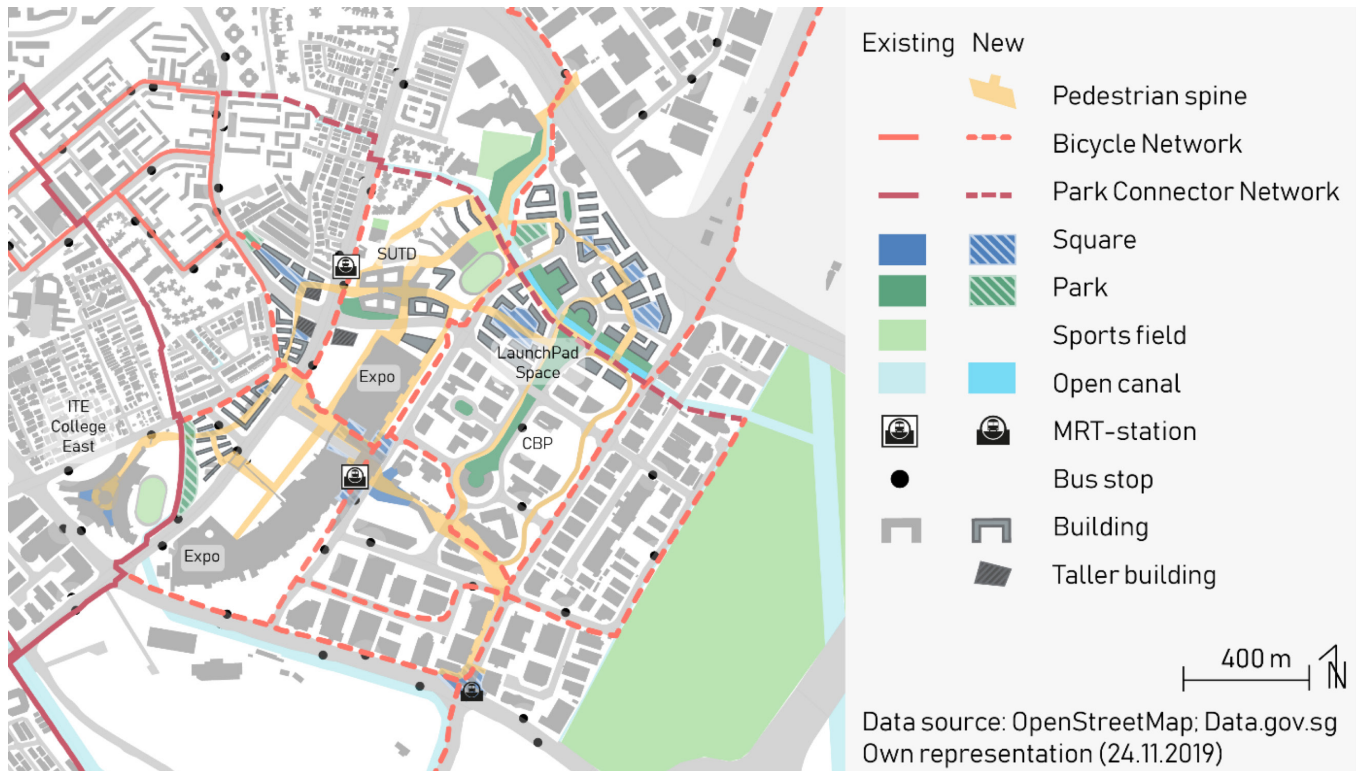 SUTD
Expo
LaunchPad
Space
ITE
College
East
CBP
Expo
Existing New
Pedestrian spine
Bicycle Network
Park Connector Network
Square
Park
Sports field
Open canal
MRT-station
Bus stop
Building
Taller building
400 m
N
Data source: OpenStreetMap; Data.gov.sg
Own representation (24.11.2019)